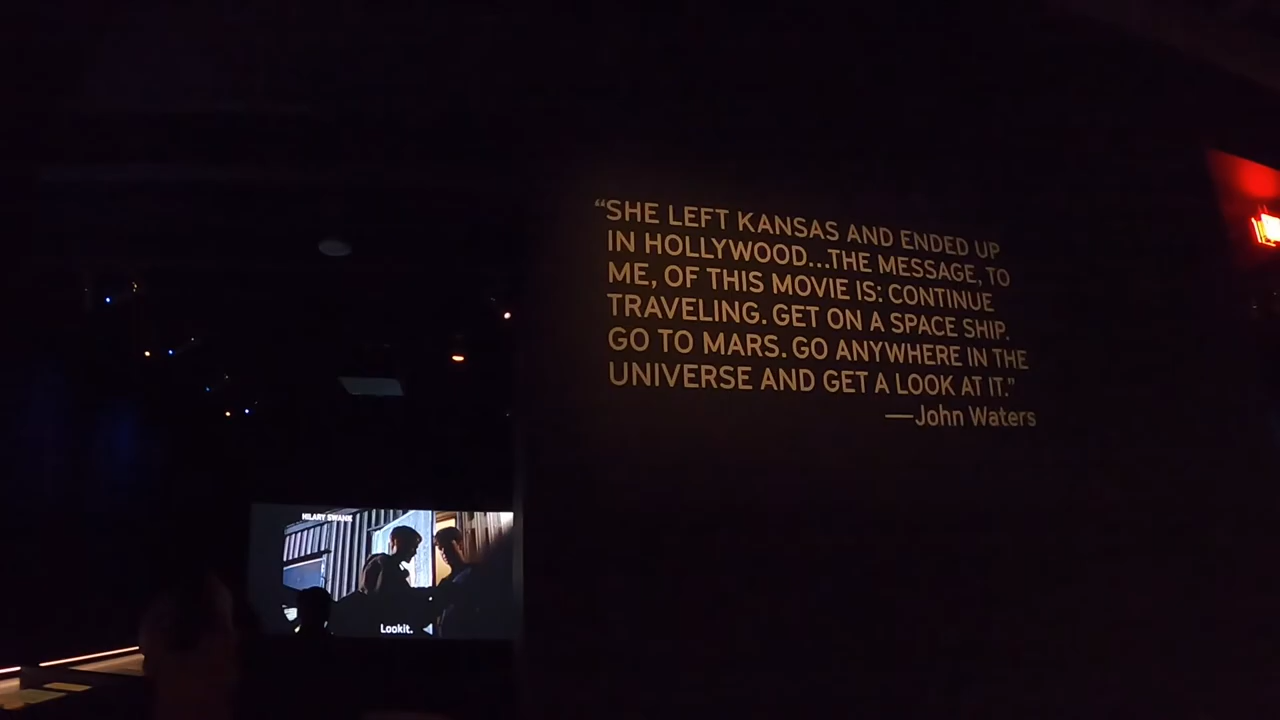 “SHE LEFT KANSAS AND ENDED UP
IN HOLLYWOOD...THE MESSAGE, TO
ME, OF THIS MOVIE IS: CONTINUE
TRAVELING. GET ON A SPACE SHIP.
GO TO MARS. GO ANYWHERE IN THE
UNIVERSE AND GET A LOOK AT IT.”
—John Waters
HILARY SWANK
Lookit.